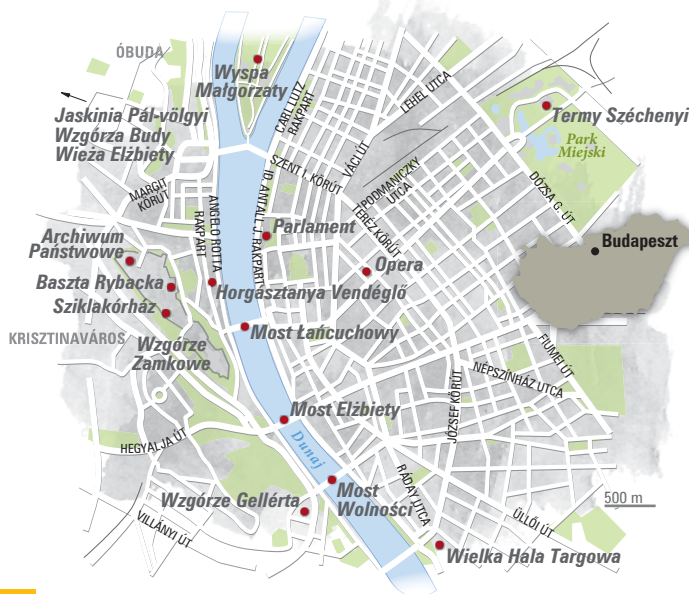 ÓBUDA
Wyspa
Małgorzaty
CARL LUTZ
RAKPART
LEHEL UTCA
Termy Széchenyi
Park
Miejski
Jaskinia Pál-völgyi
Wzgórza Budy
Wieża Elżbiety
VÁCI ÚT
SZENT I. KÖRÚT
PODMANICZKY
UTCA
DÓZSA G. ÚT
MARGIT
KÖRÚT
ANGELO ROTTA
RAKPART
ID. ANTALL J. RAKPART
TERÉZ KÖRÚT
Parlament
Archiwum
Państwowe
Opera
Budapeszt
Baszta Rybacka
Horgasztanya Vendéglő
Sziklakórház
Most Łańcuchowy
KRISZTINAVÁROS
Wzgórze
Zamkowe
FIUMEI ÚT
NÉPSZÍNHÁZ UTCA
JÓZSEF KÖRÚT
Most Elżbiety
HEGYALJA ÚT
Dunaj
RÁDAY UTCA
Wzgórze Gellérta
Most
Wolności
500 m
VILLÁNYI ÚT
ÜLLŐI ÚT
Wielka Hala Targowa